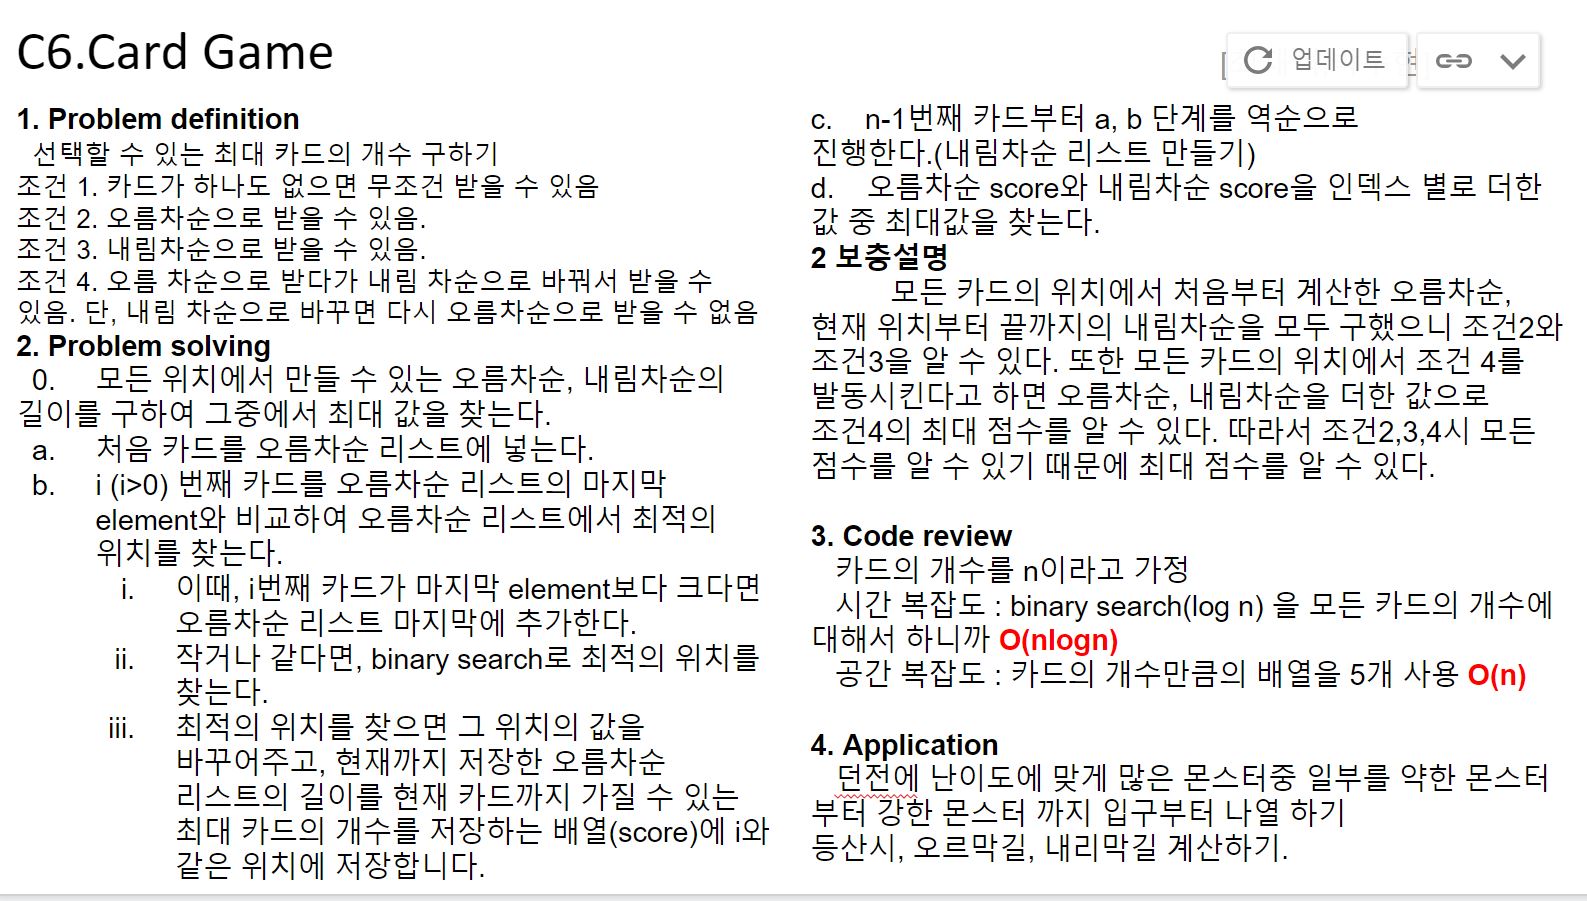 C6.Card Game
업데이트
1. Problem definition
선택할 수 있는 최대 카드의 개수 구하기
조건 1. 카드가 하나도 없으면 무조건 받을 수 있음
조건 2. 오름차순으로 받을 수 있음.
조건 3. 내림차순으로 받을 수 있음.
조건 4. 오름 차순으로 받다가 내림 차순으로 바꿔서 받을 수
있음. 단, 내림 차순으로 바꾸면 다시 오름차순으로 받을 수 없음
2. Problem solving
0. 모든 위치에서 만들 수 있는 오름차순, 내림차순의
길이를 구하여 그중에서 최대 값을 찾는다.
a. 처음 카드를 오름차순 리스트에 넣는다.
b. i (i>0) 번째 카드를 오름차순 리스트의 마지막
element와 비교하여 오름차순 리스트에서 최적의
위치를 찾는다.
i. 이때, i번째 카드가 마지막 element보다 크다면
오름차순 리스트 마지막에 추가한다.
ii. 작거나 같다면, binary search로 최적의 위치를
찾는다.
iii. 최적의 위치를 찾으면 그 위치의 값을
바꾸어주고, 현재까지 저장한 오름차순
리스트의 길이를 현재 카드까지 가질 수 있는
최대 카드의 개수를 저장하는 배열(score)에 i와
같은 위치에 저장합니다.
c. n-1번째 카드부터 a, b 단계를 역순으로
진행한다.(내림차순 리스트 만들기)
d. 오름차순 score와 내림차순 score을 인덱스 별로 더한
값 중 최대값을 찾는다.
2 보충설명
모든 카드의 위치에서 처음부터 계산한 오름차순,
현재 위치부터 끝까지의 내림차순을 모두 구했으니 조건2와
조건3을 알 수 있다. 또한 모든 카드의 위치에서 조건 4를
발동시킨다고 하면 오름차순, 내림차순을 더한 값으로
조건4의 최대 점수를 알 수 있다. 따라서 조건2,3,4시 모든
점수를 알 수 있기 때문에 최대 점수를 알 수 있다.
3. Code review
카드의 개수를 n이라고 가정
시간 복잡도 : binary search(log n) 을 모든 카드의 개수에
대해서 하니까 O(nlogn)
공간 복잡도 : 카드의 개수만큼의 배열을 5개 사용 O(n)
4. Application
던전에 난이도에 맞게 많은 몬스터중 일부를 약한 몬스터
부터 강한 몬스터 까지 입구부터 나열 하기
등산시, 오르막길, 내리막길 계산하기.